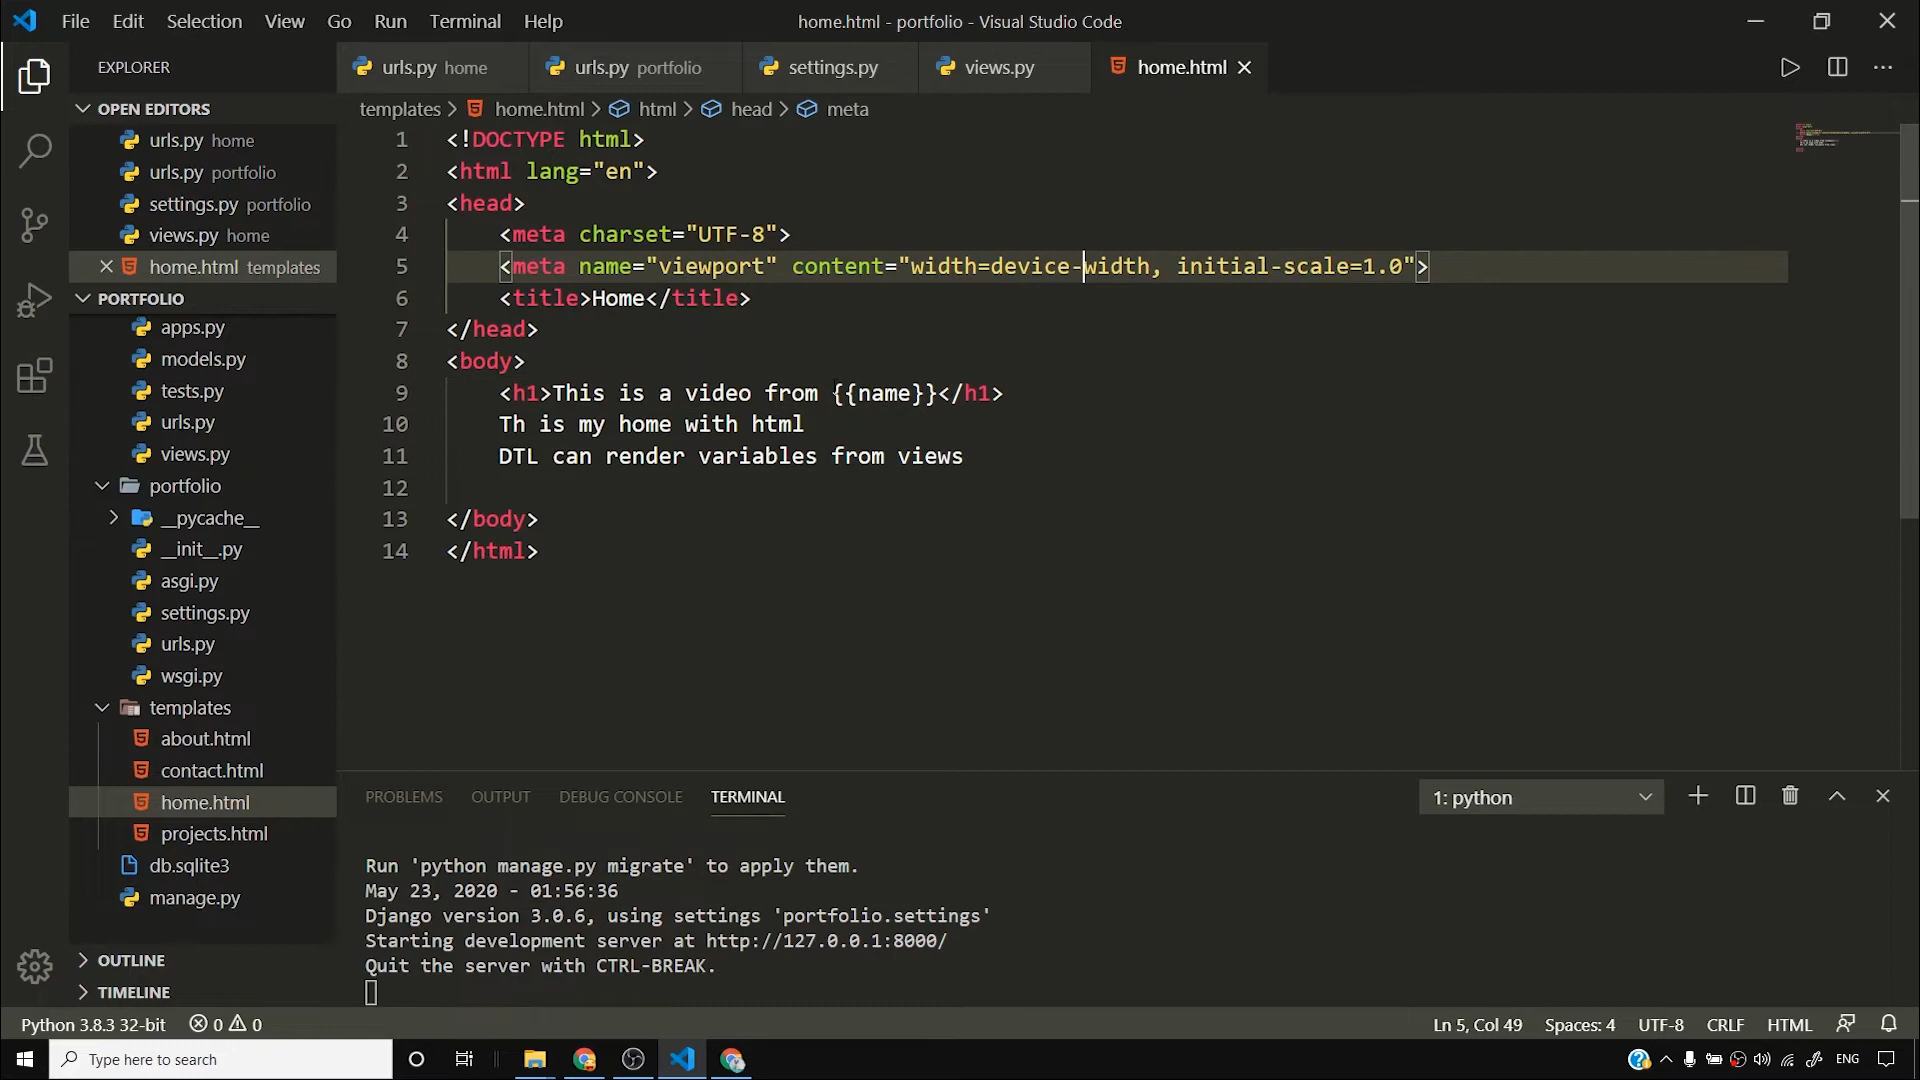 File Edit Selection View Go Run Terminal Help
home.html - portfolio - Visual Studio Code
EXPLORER
urls.py home
urls.py portfolio
settings.py
views.py
home.html
OPEN EDITORS
urls.py home
urls.py portfolio
settings.py portfolio
views.py home
home.html templates
PORTFOLIO
apps.py
models.py
tests.py
urls.py
views.py
portfolio
__pycache__
__init__.py
asgi.py
settings.py
urls.py
wsgi.py
templates
about.html
contact.html
home.html
projects.html
db.sqlite3
manage.py
OUTLINE
TIMELINE
templates > home.html > html > head > meta
1 <!DOCTYPE html>
2 <html lang="en">
3 <head>
4 <meta charset="UTF-8">
5 <meta name="viewport" content="width=device-width, initial-scale=1.0">
6 <title>Home</title>
7 </head>
8 <body>
9 <h1>This is a video from {{name}}</h1>
10 Th is my home with html
11 DTL can render variables from views
12
13 </body>
14 </html>
PROBLEMS OUTPUT DEBUG CONSOLE TERMINAL
1: python
Run 'python manage.py migrate' to apply them.
May 23, 2020 - 01:56:36
Django version 3.0.6, using settings 'portfolio.settings'
Starting development server at http://127.0.0.1:8000/
Quit the server with CTRL-BREAK.
Python 3.8.3 32-bit 0 0
Ln 5, Col 49 Spaces: 4 UTF-8 CRLF HTML
Type here to search
ENG